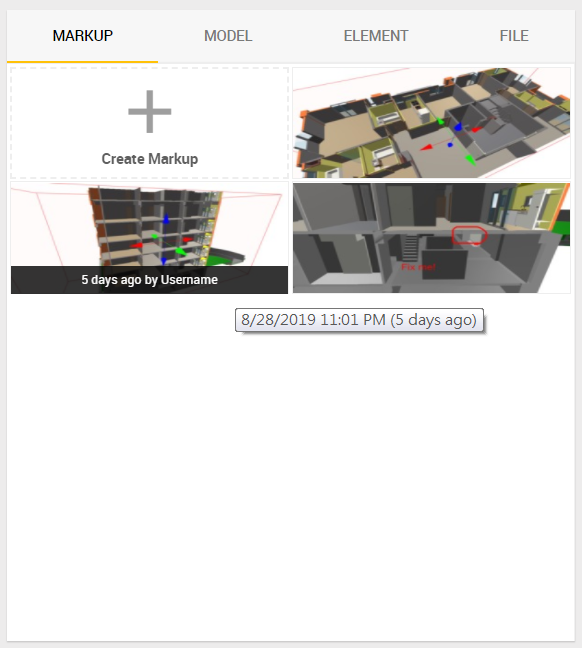 MARKUP MODEL ELEMENT FILE
Create Markup
5 days ago by Username
Fix me!
8/28/2019 11:01 PM (5 days ago)